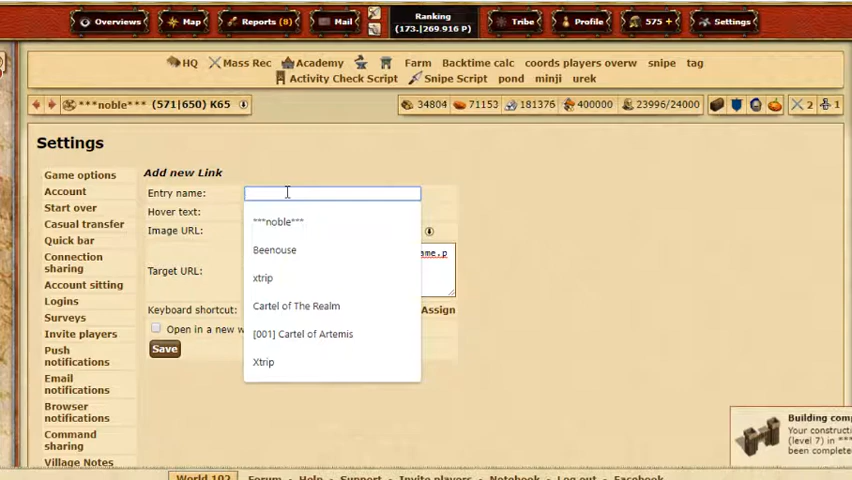 Overviews Map Reports (8) Mail Ranking (173.|269.916 P) Tribe Profile 575 + Settings
HQ Mass Rec Academy Farm Backtime calc coords players overw snipe tag
Activity Check Script Snipe Script pond minji urek
***noble*** (571|650) K65 34804 71153 181376 400000 23996/24000 2 1
Settings
Game options
Account
Start over
Casual transfer
Quick bar
Connection
sharing
Account sitting
Logins
Surveys
Invite players
Push
notifications
Email
notifications
Browser
notifications
Command
sharing
Village Notes
Add new Link
Entry name:
Hover text:
Image URL:
Target URL:
ame.p
Keyboard shortcut: Assign
Open in a new w
Save
***noble***
Beenouse
xtrip
Cartel of The Realm
[001] Cartel of Artemis
Xtrip
Building comp
Your constructi
(level 7) in ***
been complete
World 102 Forum Help Support Invite players Notebook Log out Facebook